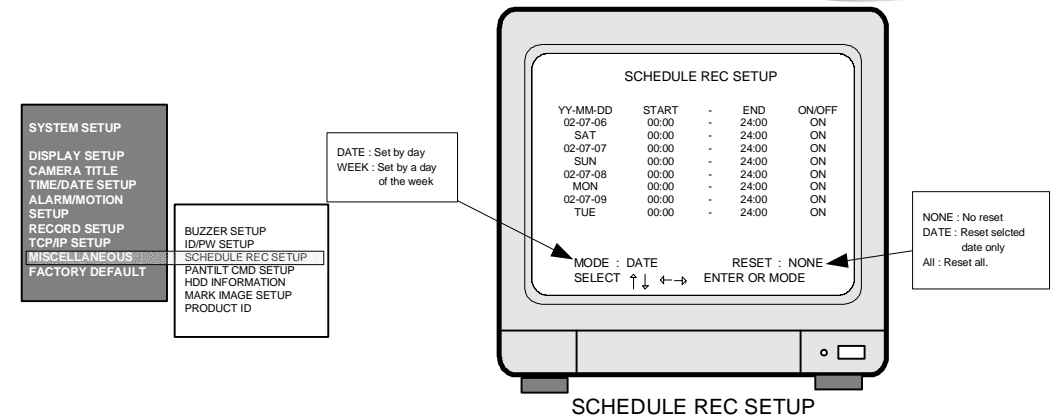 SYSTEM SETUP
DISPLAY SETUP
CAMERA TITLE
TIME/DATE SETUP
ALARM/MOTION
SETUP
RECORD SETUP
TCP/IP SETUP
MISCELLANEOUS
FACTORY DEFAULT
BUZZER SETUP
ID/PW SETUP
SCHEDULE REC SETUP
PANTILT CMD SETUP
HDD INFORMATION
MARK IMAGE SETUP
PRODUCT ID
DATE : Set by day
WEEK : Set by a day
of the week
SCHEDULE REC SETUP
YY-MM-DD START - END ON/OFF
02-07-06 00:00 - 24:00 ON
SAT 00:00 - 24:00 ON
02-07-07 00:00 - 24:00 ON
SUN 00:00 - 24:00 ON
02-07-08 00:00 - 24:00 ON
MON 00:00 - 24:00 ON
02-07-09 00:00 - 24:00 ON
TUE 00:00 - 24:00 ON
MODE : DATE RESET : NONE
SELECT ↑↓ ←→ ENTER OR MODE
NONE : No reset
DATE : Reset selcted
date only
All : Reset all.
SCHEDULE REC SETUP